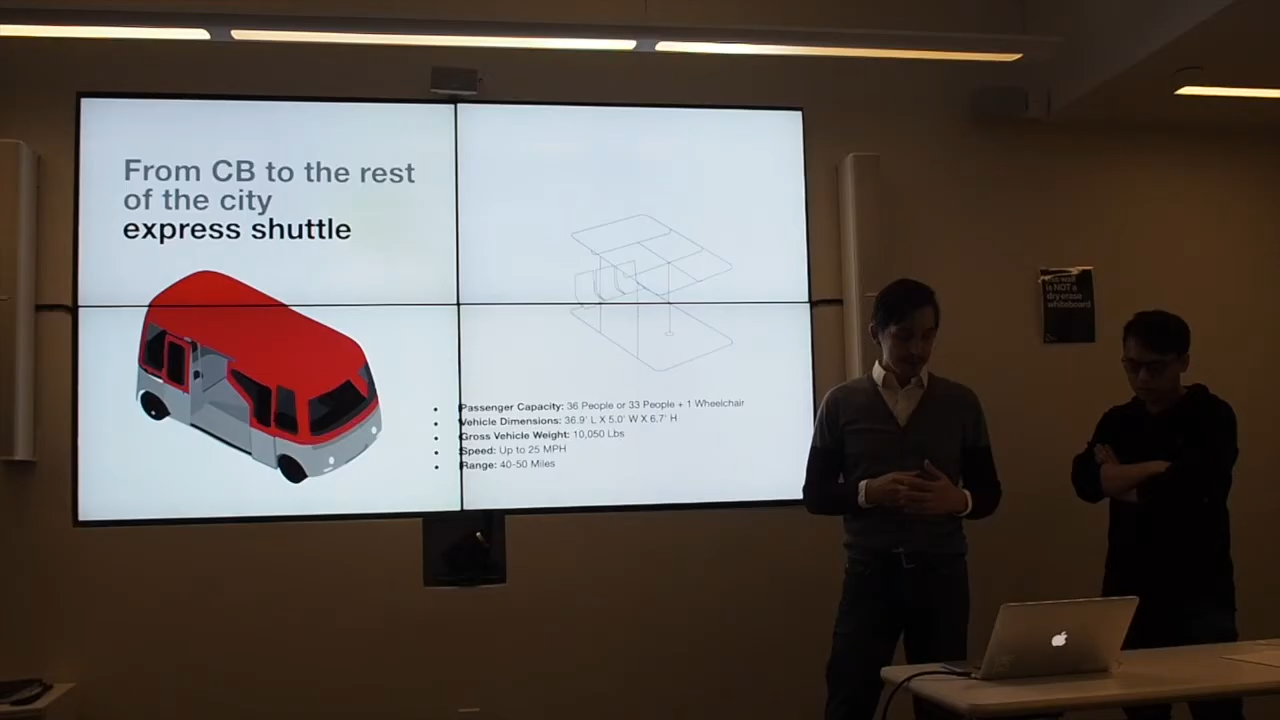 From CB to the rest
of the city
express shuttle
• Passenger Capacity: 36 People or 33 People + 1 Wheelchair
• Vehicle Dimensions: 36.9' L X 5.0' W X 6.7' H
• Gross Vehicle Weight: 10,050 Lbs
• Speed: Up to 25 MPH
• Range: 40-50 Miles
is NOT a
dry erase
whiteboard